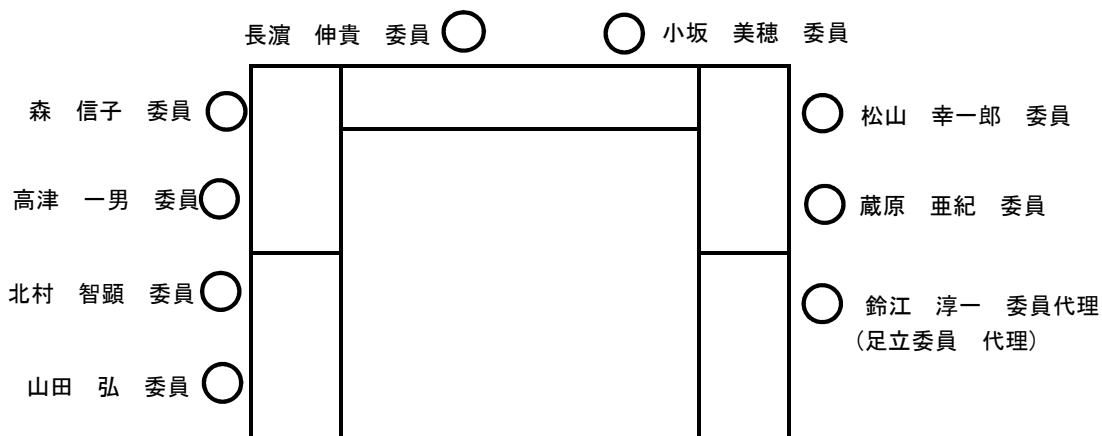 長濵　伸貴　委員
小坂　美穂　委員
森　信子　委員
松山　幸一郎　委員
高津　一男　委員
蔵原　亜紀　委員
北村　智顕　委員
鈴江　淳一　委員代理
(足立委員　代理)
山田　弘　委員